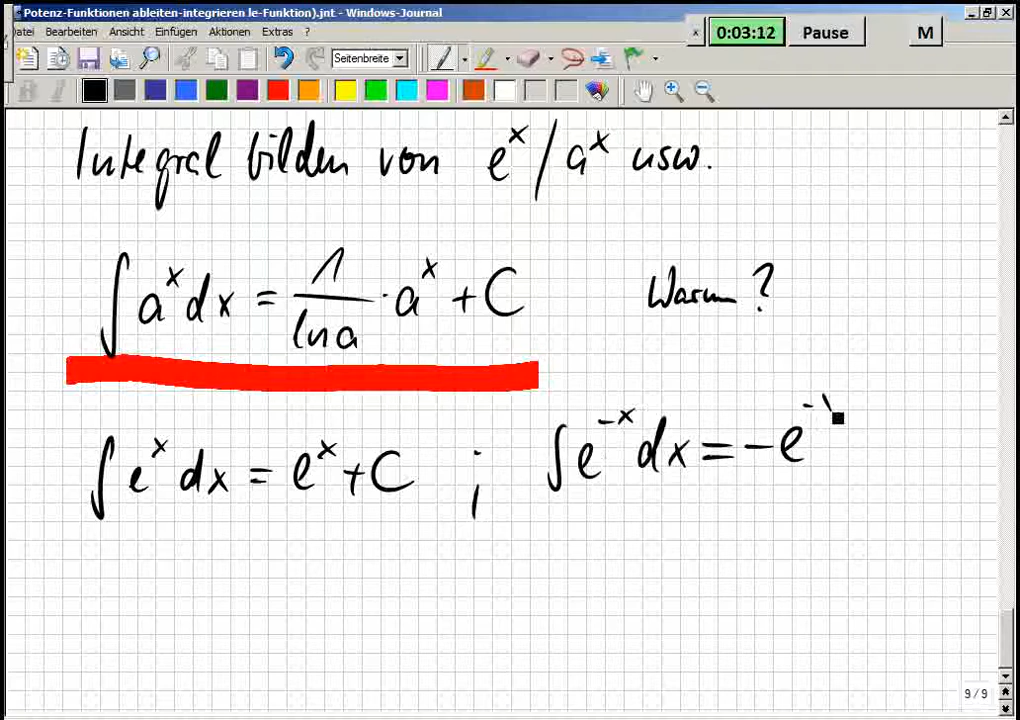 Potenz-Funktionen ableiten-integrieren le-Funktion).jnt - Windows-Journal
Datei Bearbeiten Ansicht Einfügen Aktionen Extras ?
00:03:12 Pause M
Seitenbreite
Integral bilden von e^x / a^x usw.
∫ a^x dx = 1/ln a · a^x + C Warum ?
∫ e^x dx = e^x + C ; ∫ e^-x dx = - e^-
9 / 9